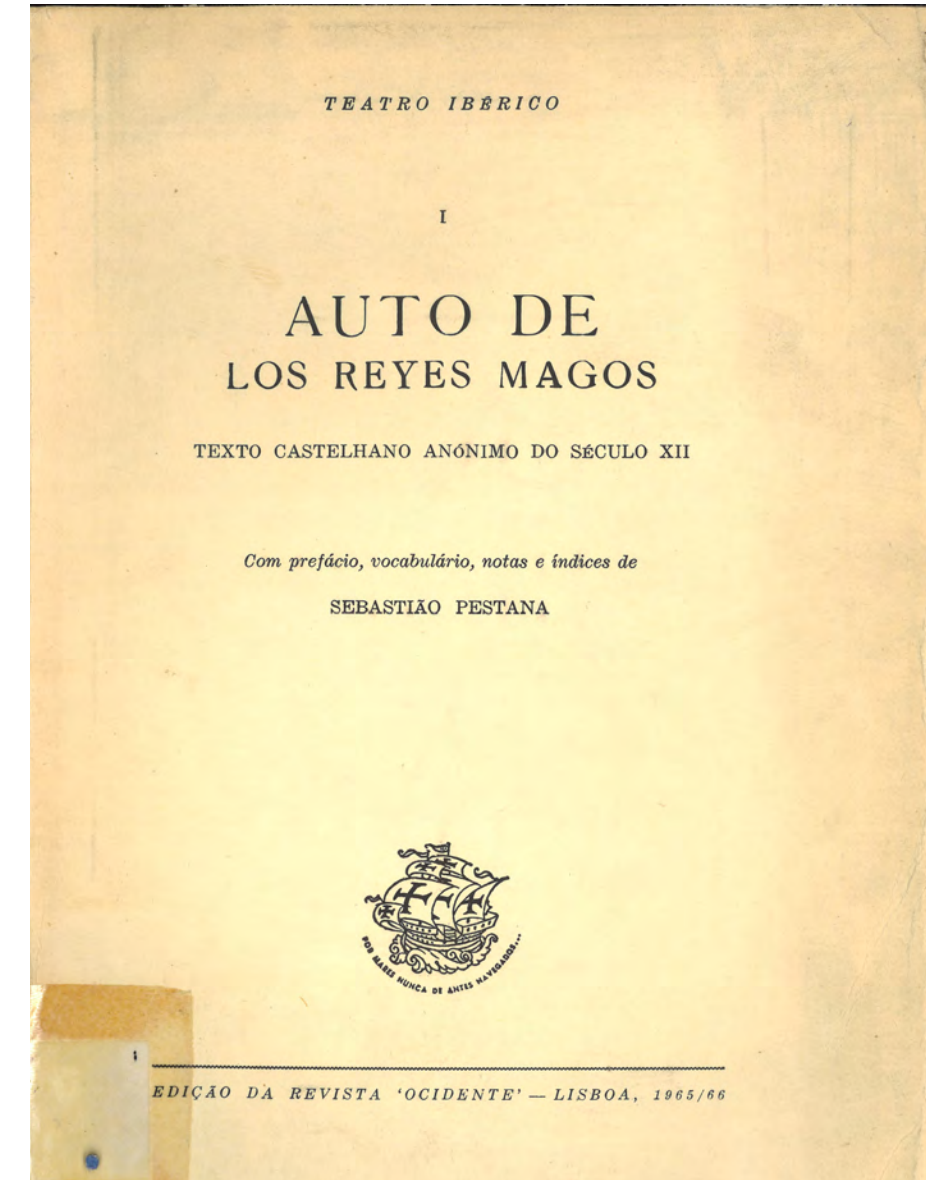 TEATRO IBÉRICO
I
AUTO DE
LOS REYES MAGOS
TEXTO CASTELHANO ANÓNIMO DO SÉCULO XII
Com prefácio, vocabulário, notas e índices de
SEBASTIÃO PESTANA
POR MARES NUNCA DE ANTES NAVEGADOS...
EDIÇÃO DA REVISTA 'OCIDENTE' — LISBOA, 1965/66